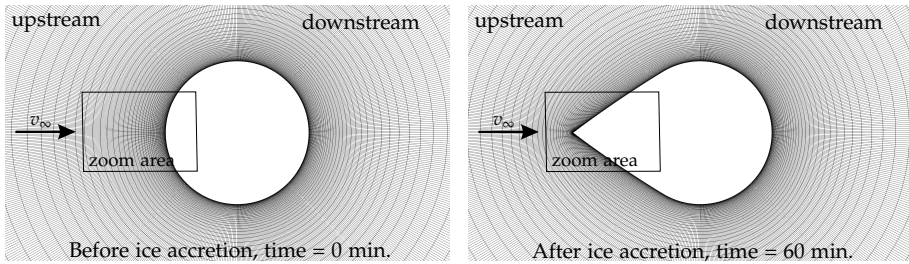 upstream
downstream
v∞
zoom area
Before ice accretion, time = 0 min.
upstream
downstream
v∞
zoom area
After ice accretion, time = 60 min.